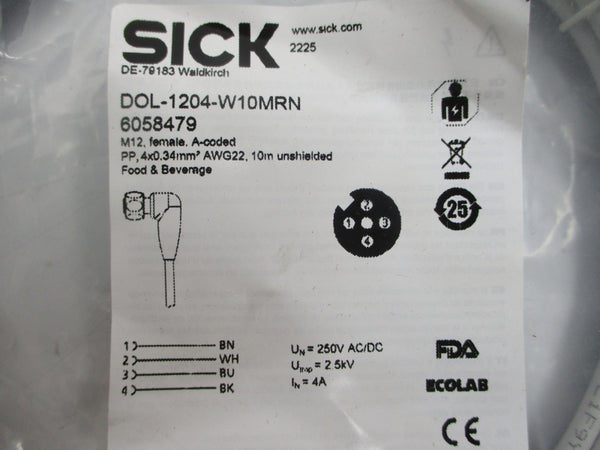 SICK
www.sick.com
2225
DE-79183 Waldkirch
DOL-1204-W10MRN
6058479
M12, female, A-coded
PP, 4x0.34mm² AWG22, 10m unshielded
Food & Beverage
25
2
1 3
4
1 BN
2 WH
3 BU
4 BK
UN = 250V AC/DC
= 2.5kV
IN = 4A
FDA
ECOLAB
CE